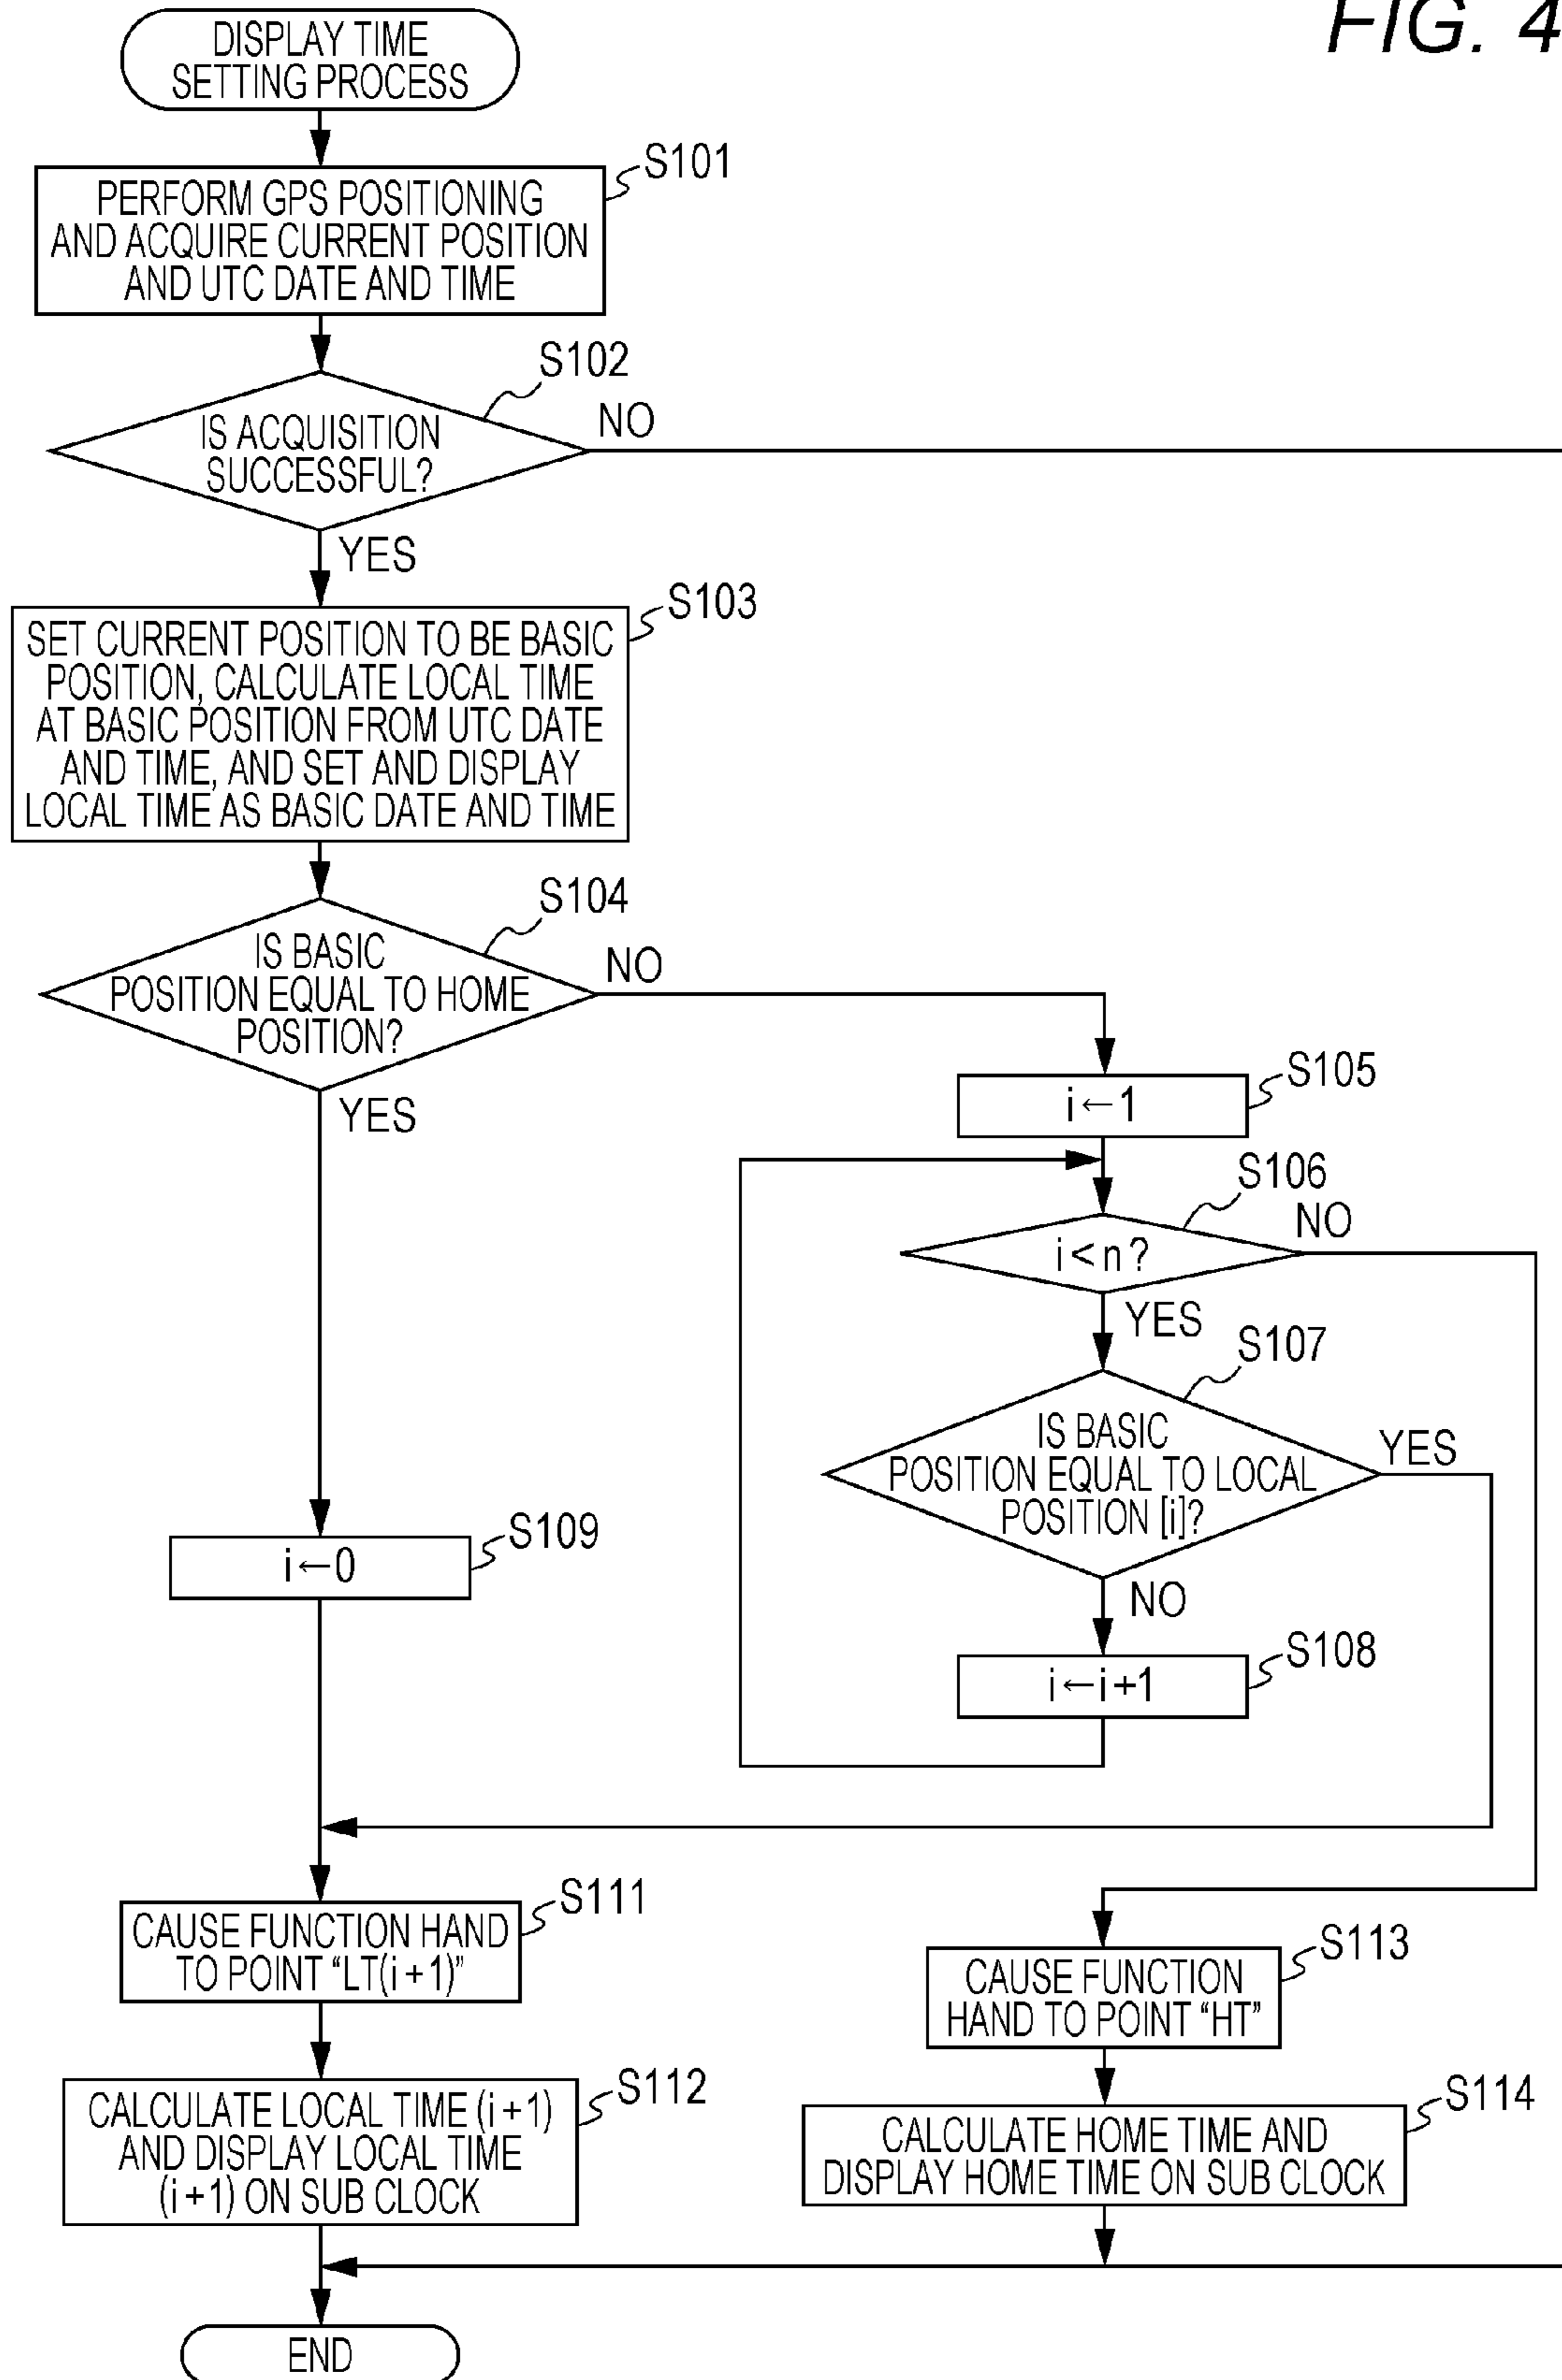 FIG. 4
DISPLAY TIME
SETTING PROCESS
S101
PERFORM GPS POSITIONING
AND ACQUIRE CURRENT POSITION
AND UTC DATE AND TIME
S102
IS ACQUISITION
SUCCESSFUL?
NO
YES
S103
SET CURRENT POSITION TO BE BASIC
POSITION, CALCULATE LOCAL TIME
AT BASIC POSITION FROM UTC DATE
AND TIME, AND SET AND DISPLAY
LOCAL TIME AS BASIC DATE AND TIME
S104
IS BASIC
POSITION EQUAL TO HOME
POSITION?
NO
YES
S105
i←1
S106
i<n?
NO
YES
S107
IS BASIC
POSITION EQUAL TO LOCAL
POSITION [i]?
YES
NO
S108
i←i+1
S109
i←0
S111
CAUSE FUNCTION HAND
TO POINT “LT(i+1)”
S112
CALCULATE LOCAL TIME (i+1)
AND DISPLAY LOCAL TIME
(i+1) ON SUB CLOCK
S113
CAUSE FUNCTION
HAND TO POINT “HT”
S114
CALCULATE HOME TIME AND
DISPLAY HOME TIME ON SUB CLOCK
END